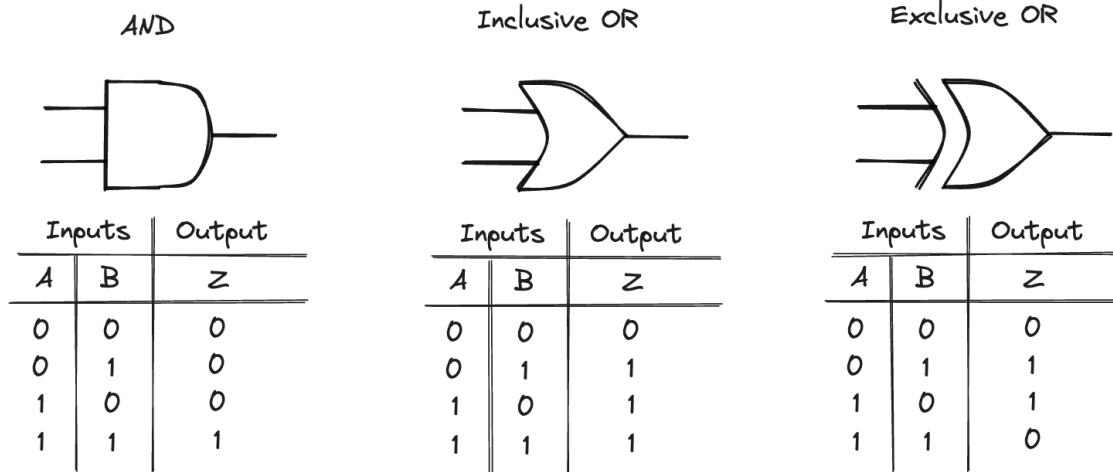 AND
Inputs Output
A B Z
0 0 0
0 1 0
1 0 0
1 1 1
Inclusive OR
Inputs Output
A B Z
0 0 0
0 1 1
1 0 1
1 1 1
Exclusive OR
Inputs Output
A B Z
0 0 0
0 1 1
1 0 1
1 1 0